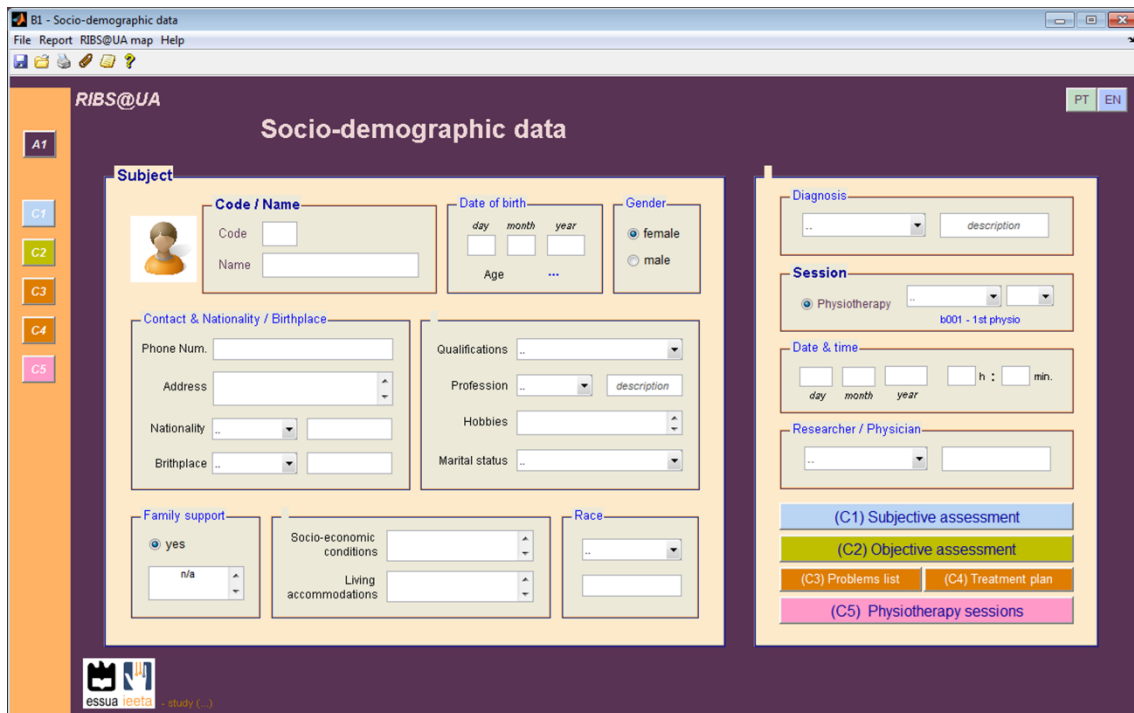 B1 - Socio-demographic data
File Report RIBS@UA map Help
RIBS@UA
PT EN
Socio-demographic data
A1
C1
C2
C3
C4
C5
Subject
Code / Name
Code
Name
Date of birth
day month year
Age ...
Gender
female
male
Contact & Nationality / Birthplace
Phone Num.
Address
Nationality ..
Brithplace ..
Qualifications ..
Profession .. description
Hobbies
Marital status ..
Family support
yes
n/a
Socio-economic
conditions
Living
accommodations
Race
..
Diagnosis
.. description
Session
Physiotherapy ..
b001 - 1st physio
Date & time
h : min.
day month year
Researcher / Physician
..
(C1) Subjective assessment
(C2) Objective assessment
(C3) Problems list (C4) Treatment plan
(C5) Physiotherapy sessions
essua ieeta - study (...)